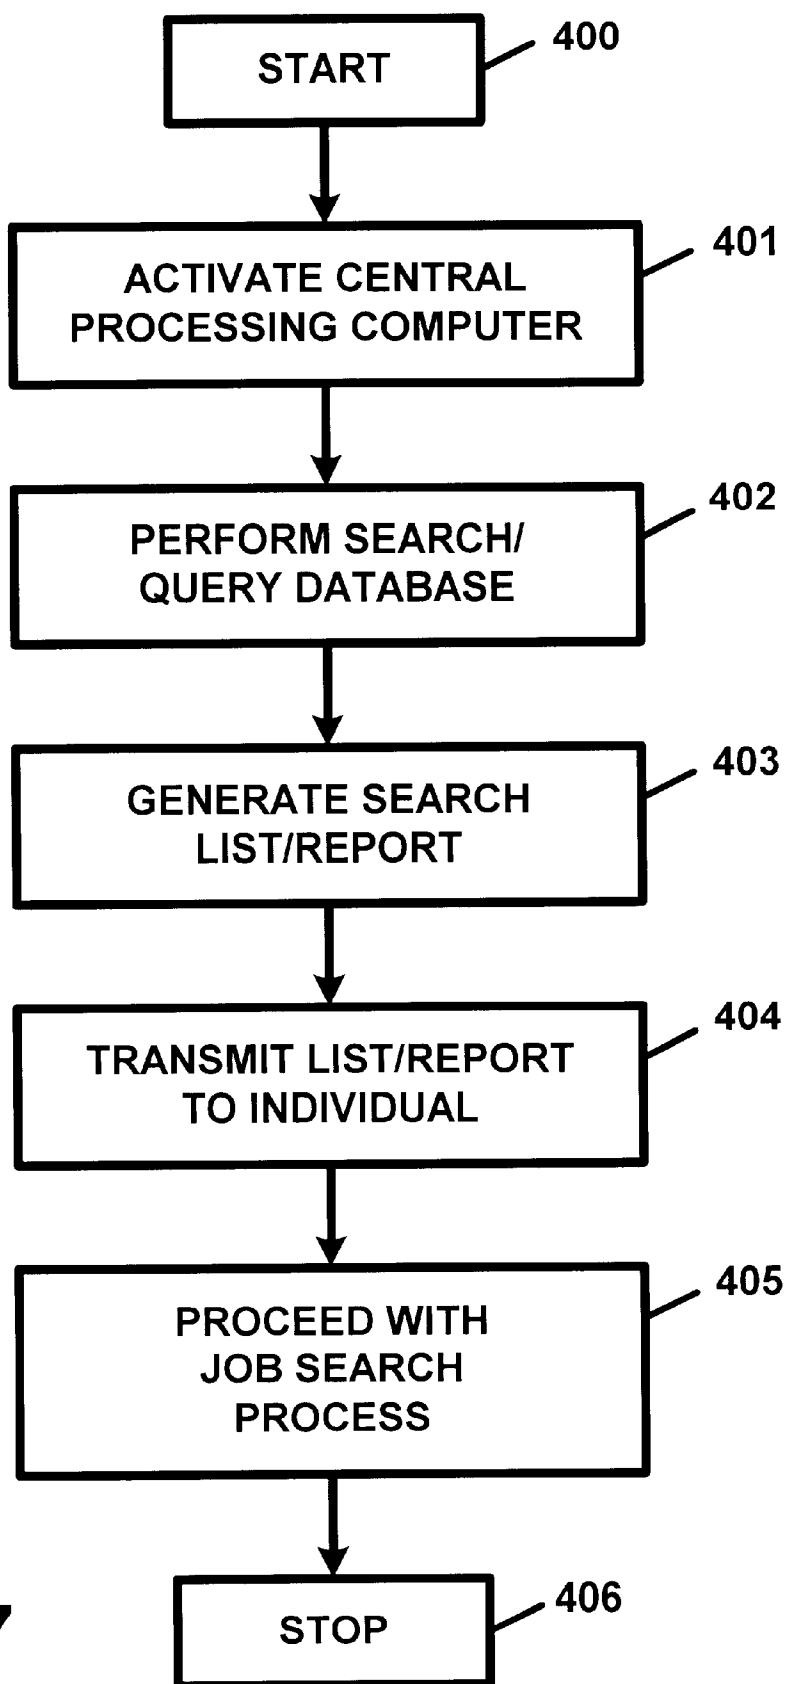 START
400
ACTIVATE CENTRAL
PROCESSING COMPUTER
401
PERFORM SEARCH/
QUERY DATABASE
402
GENERATE SEARCH
LIST/REPORT
403
TRANSMIT LIST/REPORT
TO INDIVIDUAL
404
PROCEED WITH
JOB SEARCH
PROCESS
405
STOP
406